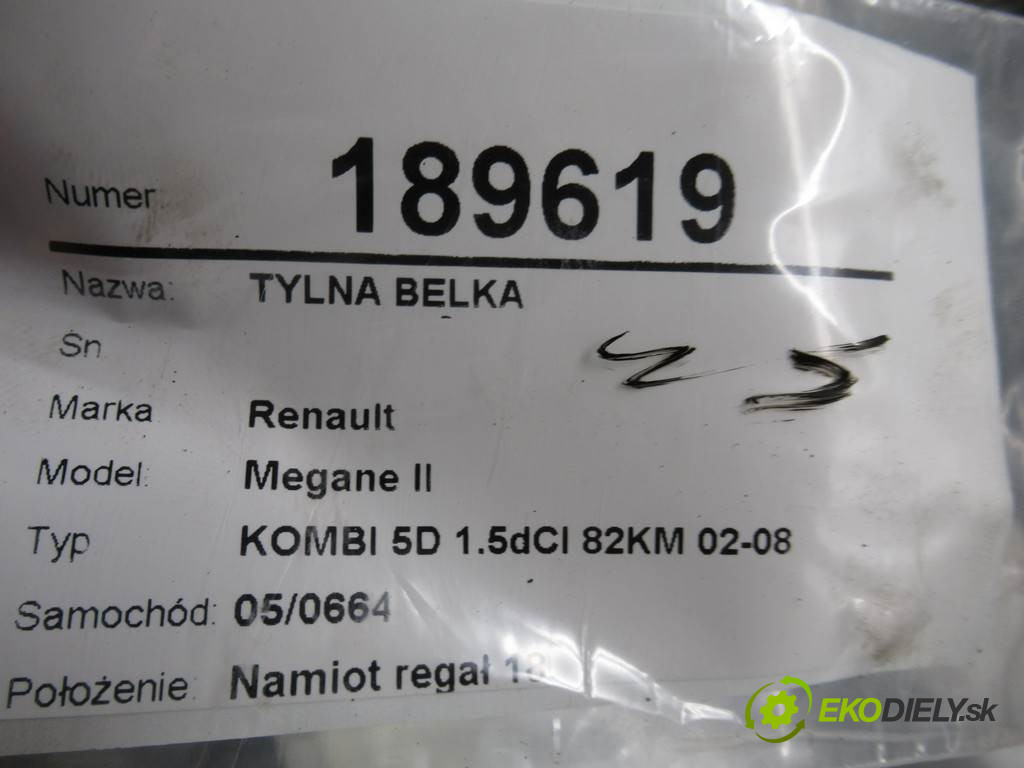 Numer 189619
Nazwa: TYLNA BELKA
Sn
Marka Renault
Model: Megane II
Typ KOMBI 5D 1.5dCI 82KM 02-08
Samochód: 05/0664
Położenie: Namiot regał
EKODIELY.sk